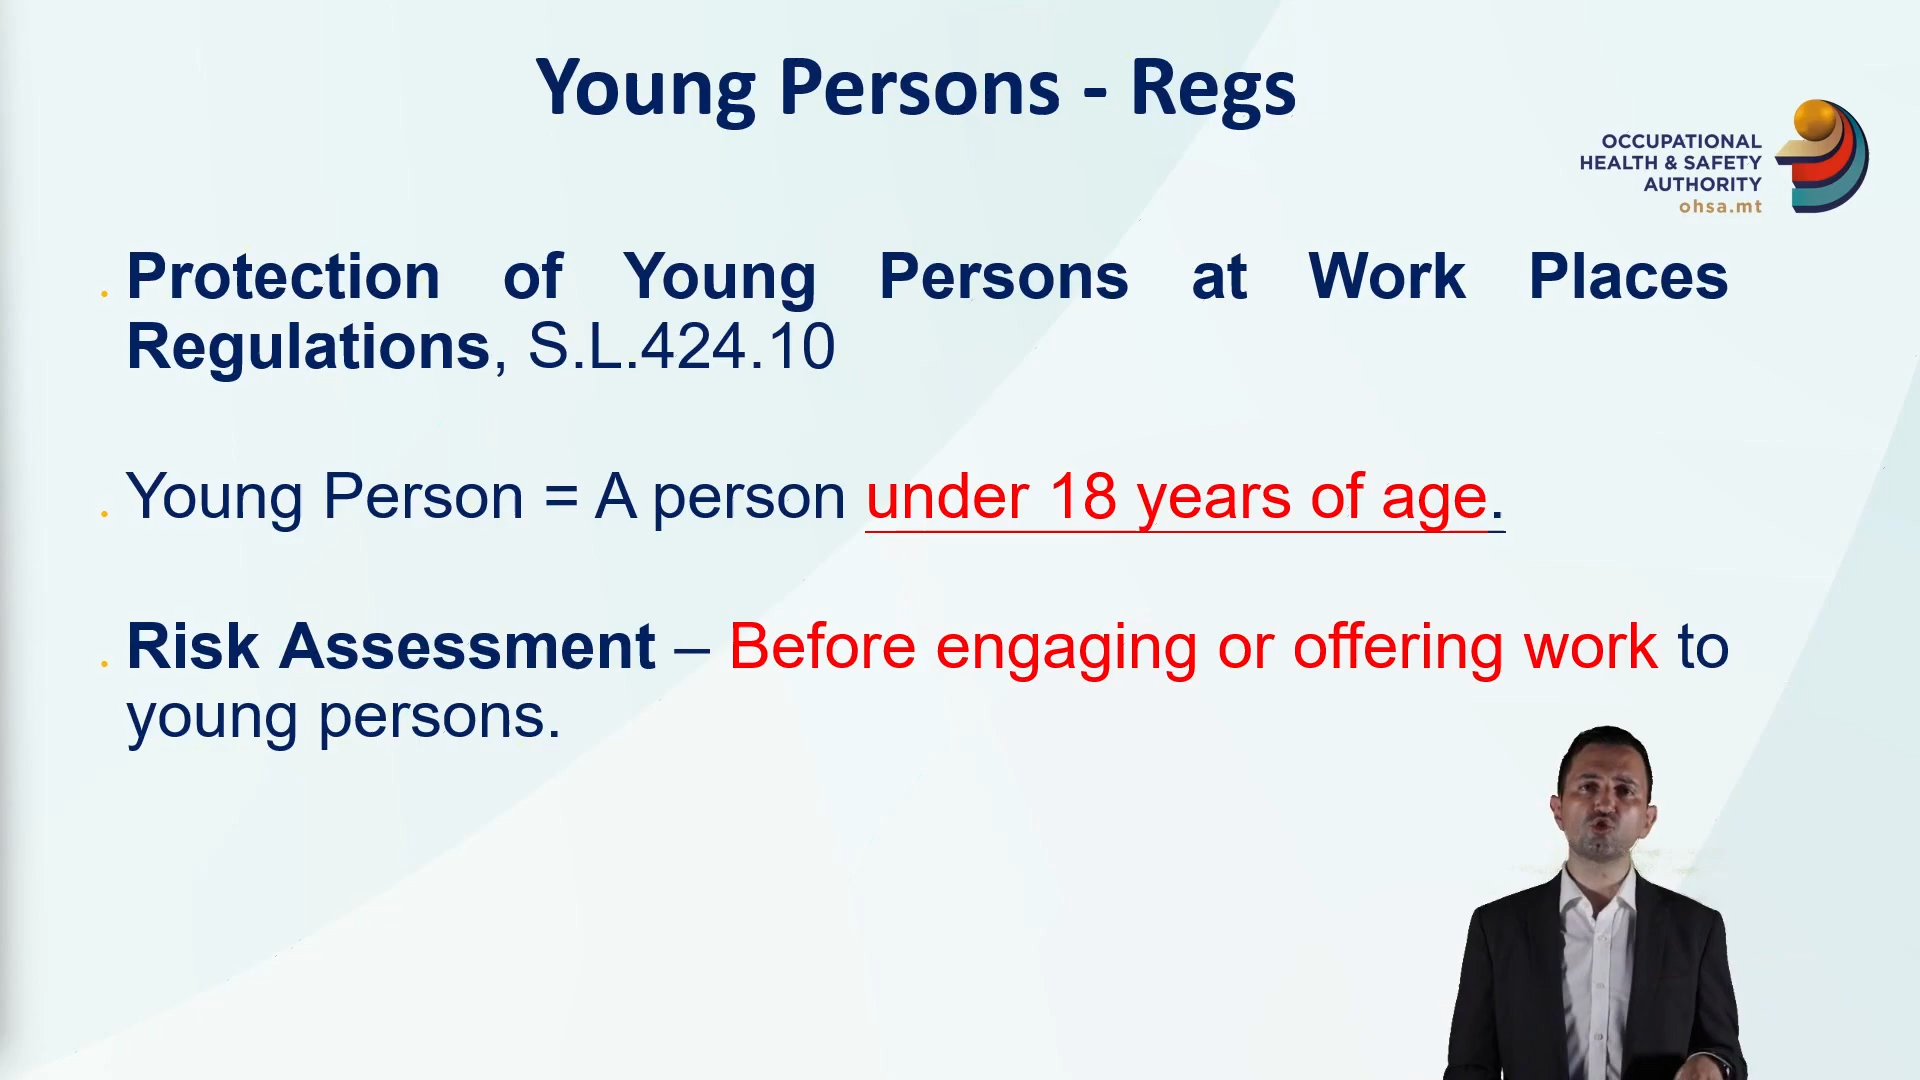 Young Persons - Regs
OCCUPATIONAL
HEALTH & SAFETY
AUTHORITY
ohsa.mt
. Protection of Young Persons at Work Places
Regulations, S.L.424.10
. Young Person = A person under 18 years of age.
. Risk Assessment – Before engaging or offering work to
young persons.